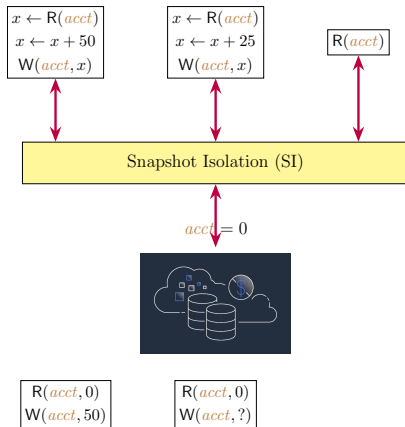 x ← R(acct)
x ← x + 50
W(acct, x)
x ← R(acct)
x ← x + 25
W(acct, x)
R(acct)
Snapshot Isolation (SI)
acct = 0
$
R(acct, 0)
W(acct, 50)
R(acct, 0)
W(acct, ?)